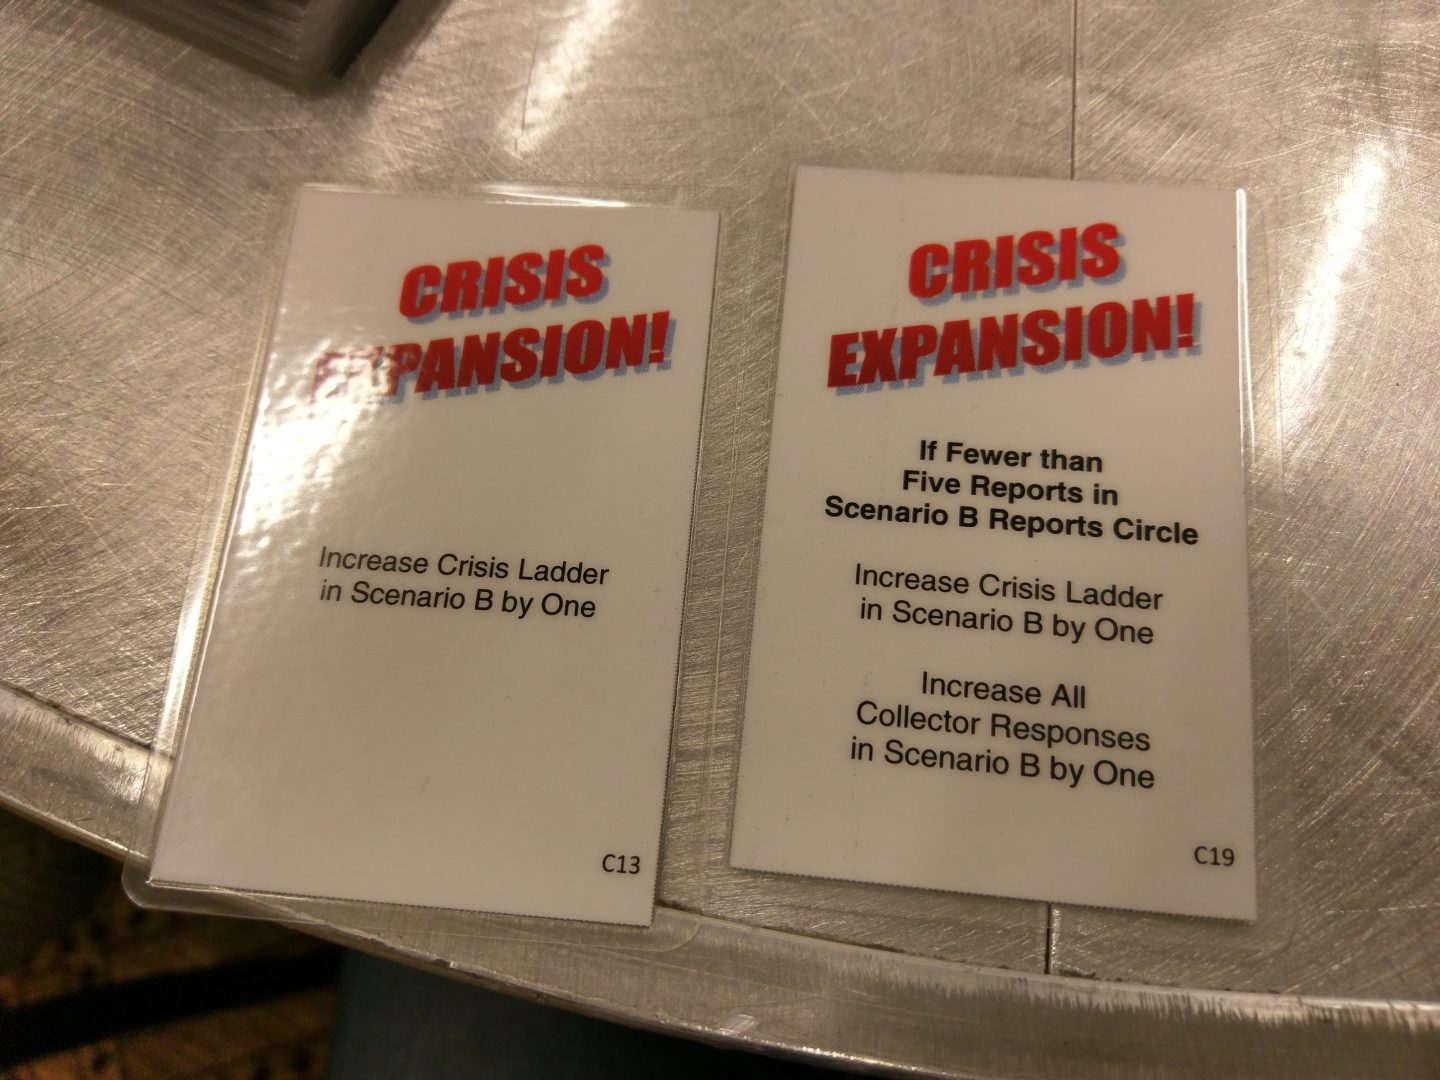 CRISIS
EXPANSION!
Increase Crisis Ladder
in Scenario B by One
C13
CRISIS
EXPANSION!
If Fewer than
Five Reports in
Scenario B Reports Circle
Increase Crisis Ladder
in Scenario B by One
Increase All
Collector Responses
in Scenario B by One
C19